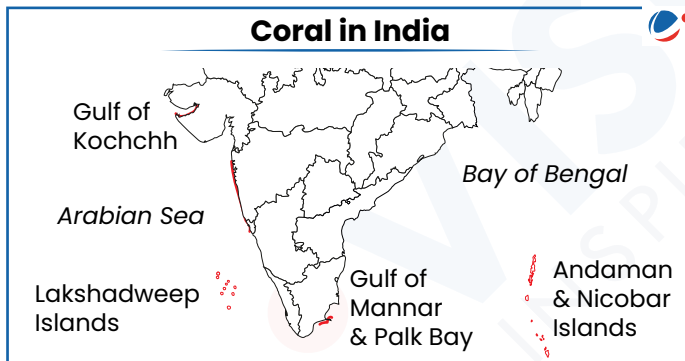 Coral in India
Gulf of
Kochchh
Bay of Bengal
Arabian Sea
Lakshadweep
Islands
Gulf of
Mannar
& Palk Bay
Andaman
& Nicobar
Islands